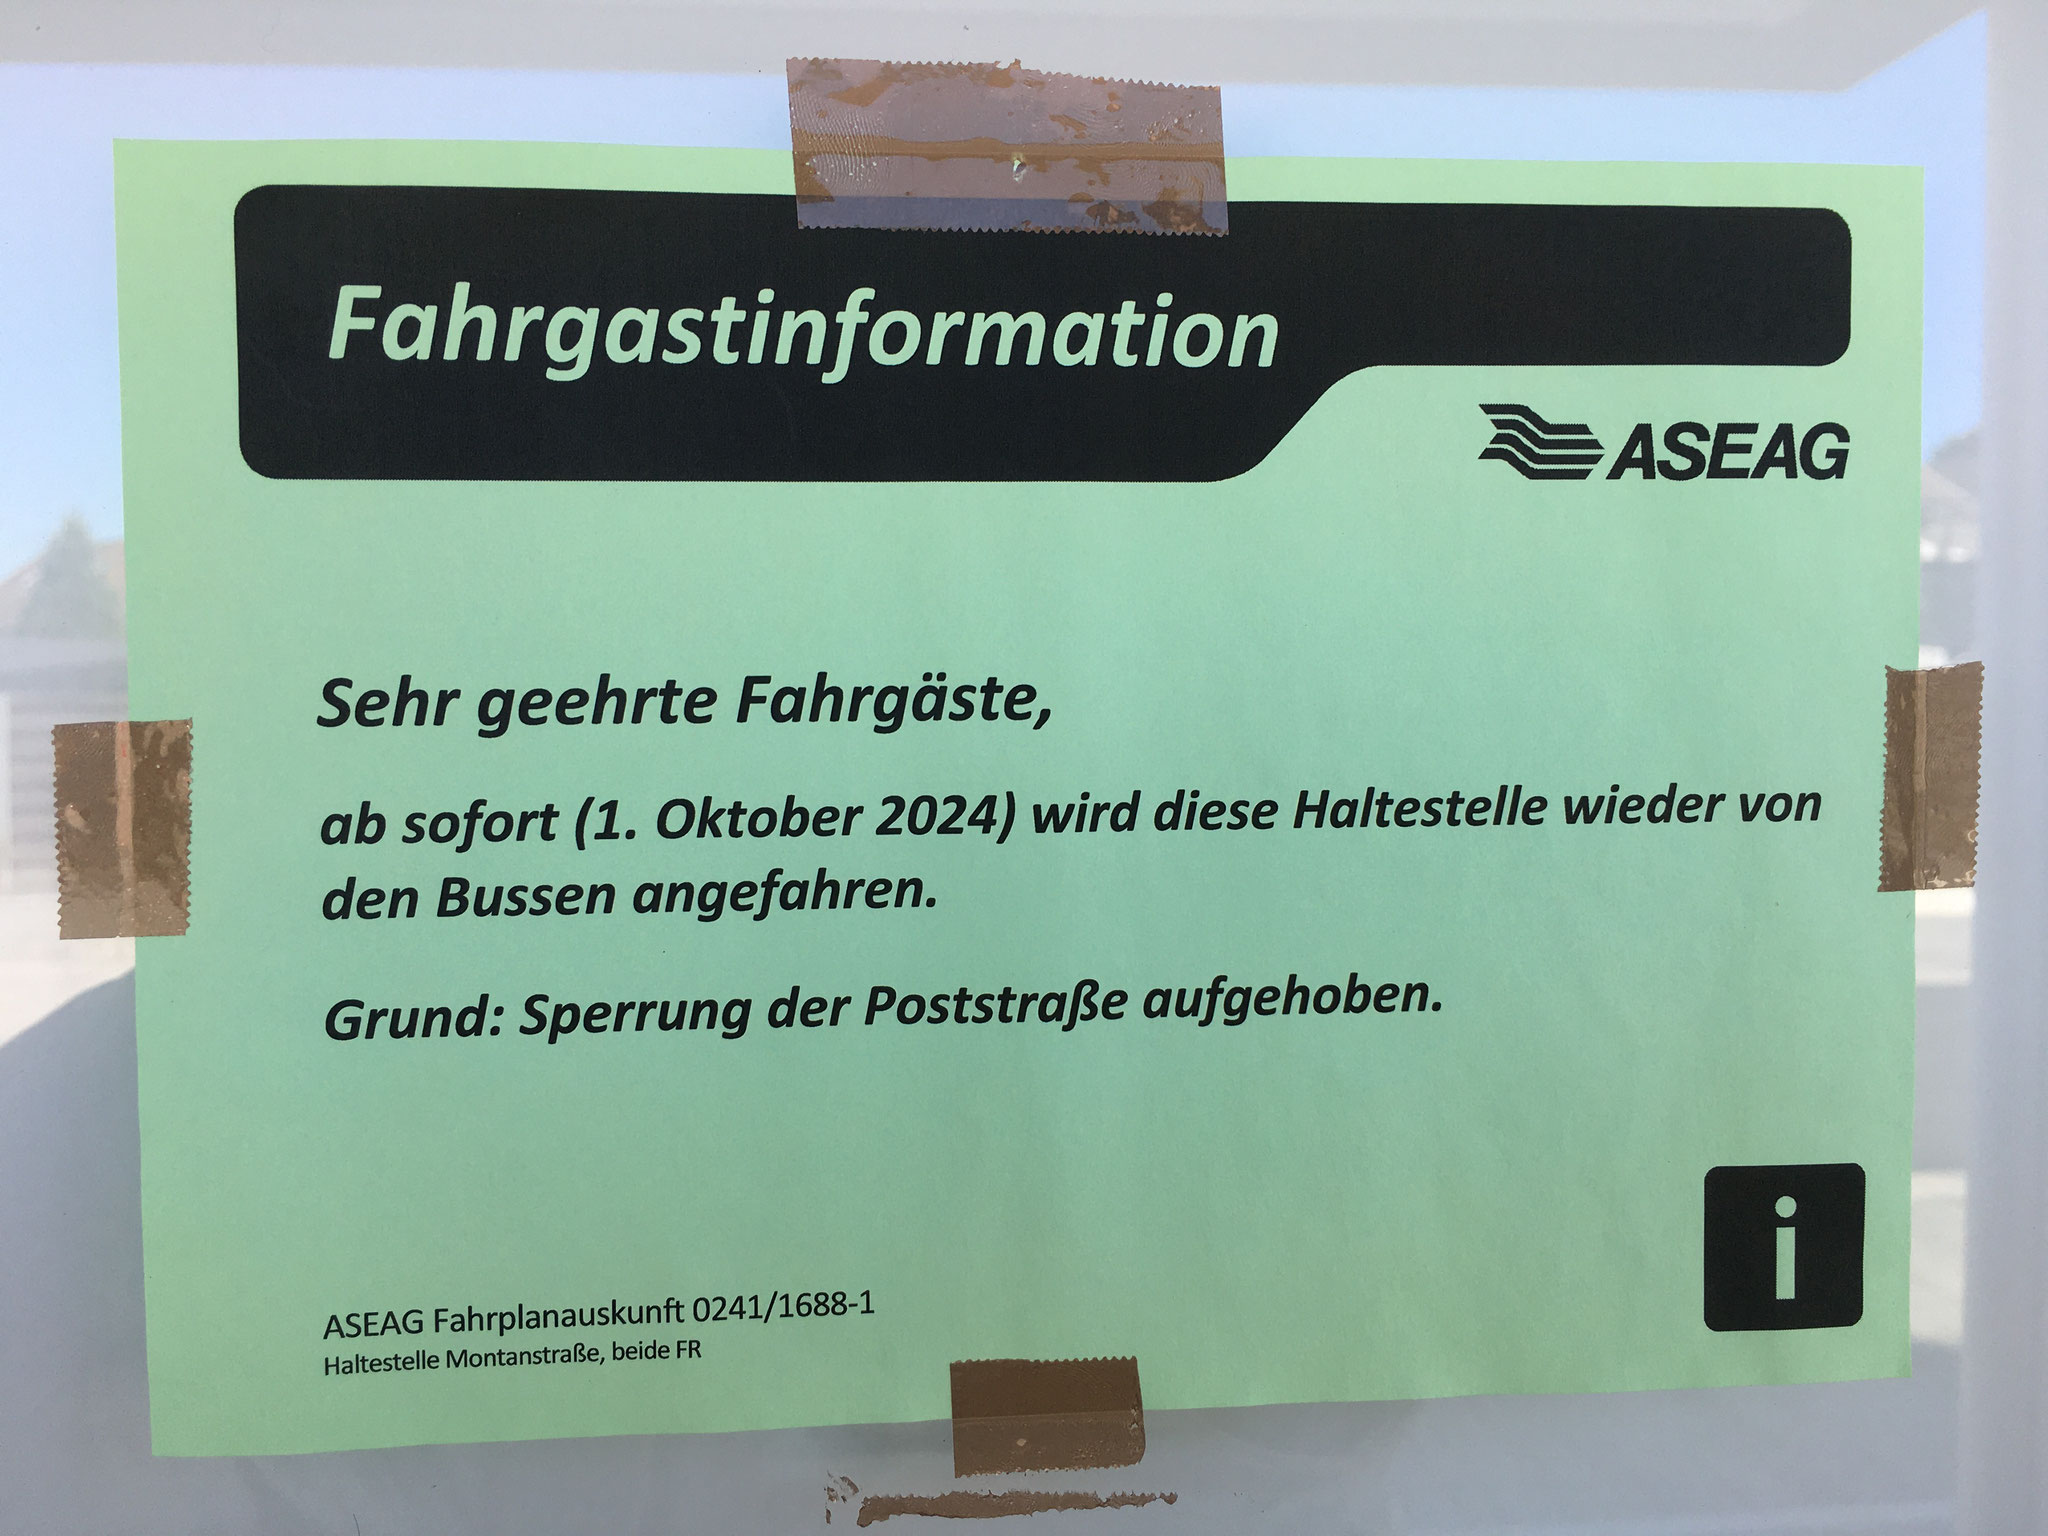 Fahrgastinformation
ASEAG
Sehr geehrte Fahrgäste,
ab sofort (1. Oktober 2024) wird diese Haltestelle wieder von
den Bussen angefahren.
Grund: Sperrung der Poststraße aufgehoben.
i
ASEAG Fahrplanauskunft 0241/1688-1
Haltestelle Montanstraße, beide FR